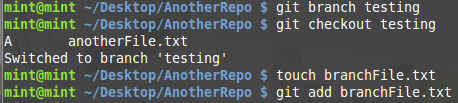 mint@mint ~/Desktop/AnotherRepo $ git branch testing
mint@mint ~/Desktop/AnotherRepo $ git checkout testing
A       anotherFile.txt
Switched to branch 'testing'
mint@mint ~/Desktop/AnotherRepo $ touch branchFile.txt
mint@mint ~/Desktop/AnotherRepo $ git add branchFile.txt